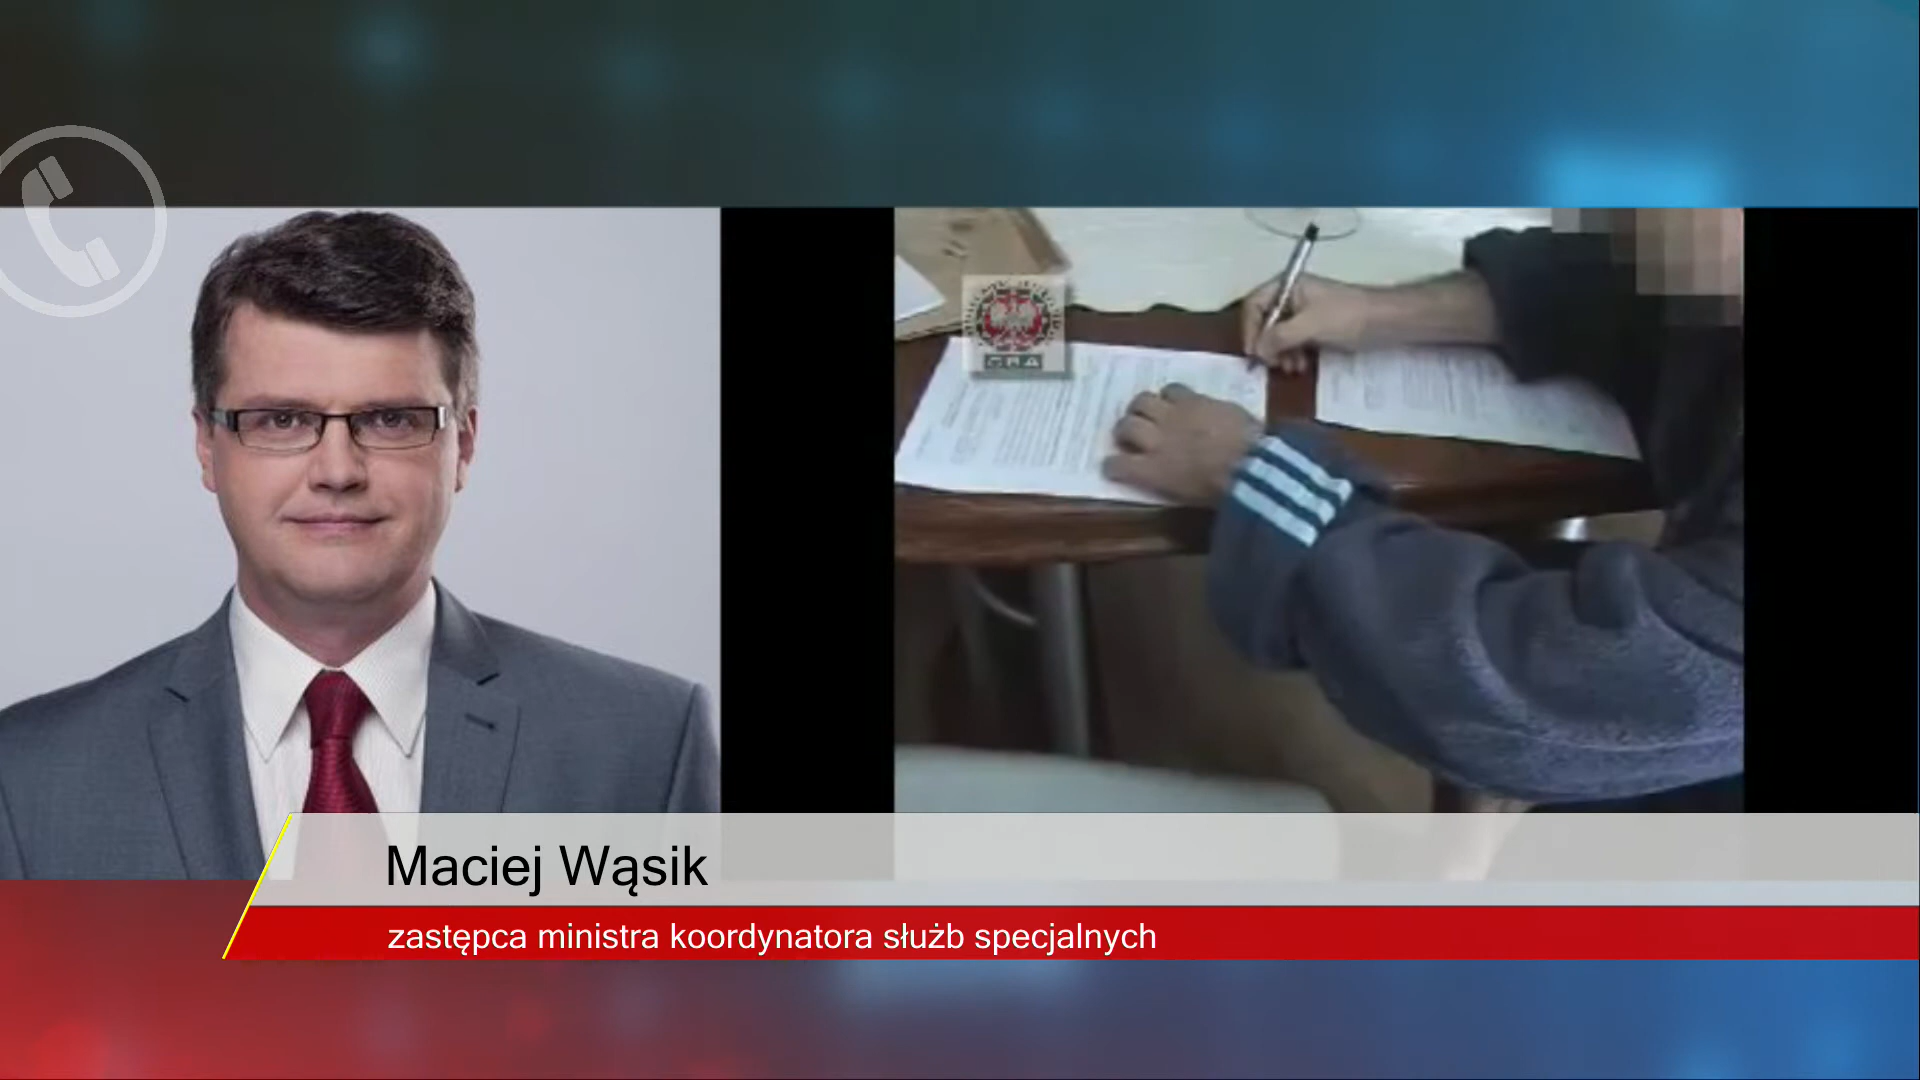 CBA
Maciej Wąsik
zastępca ministra koordynatora służb specjalnych